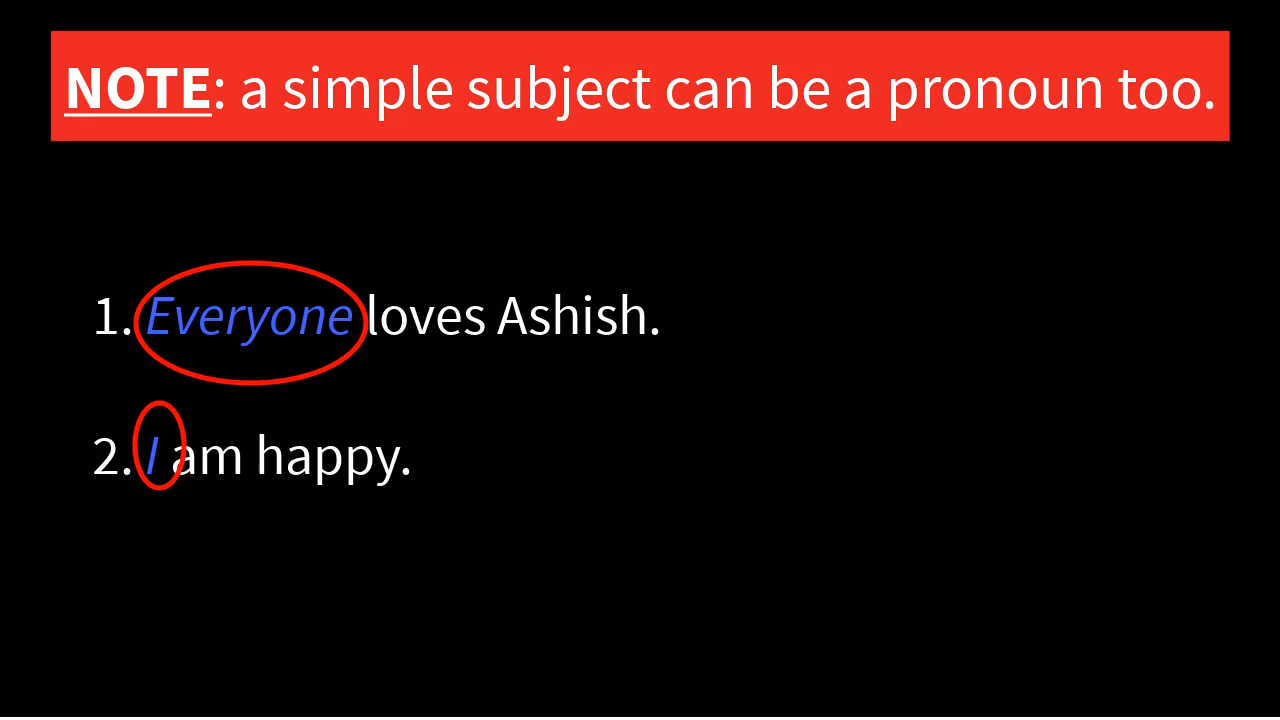 NOTE: a simple subject can be a pronoun too.
1. Everyone loves Ashish.
2. I am happy.